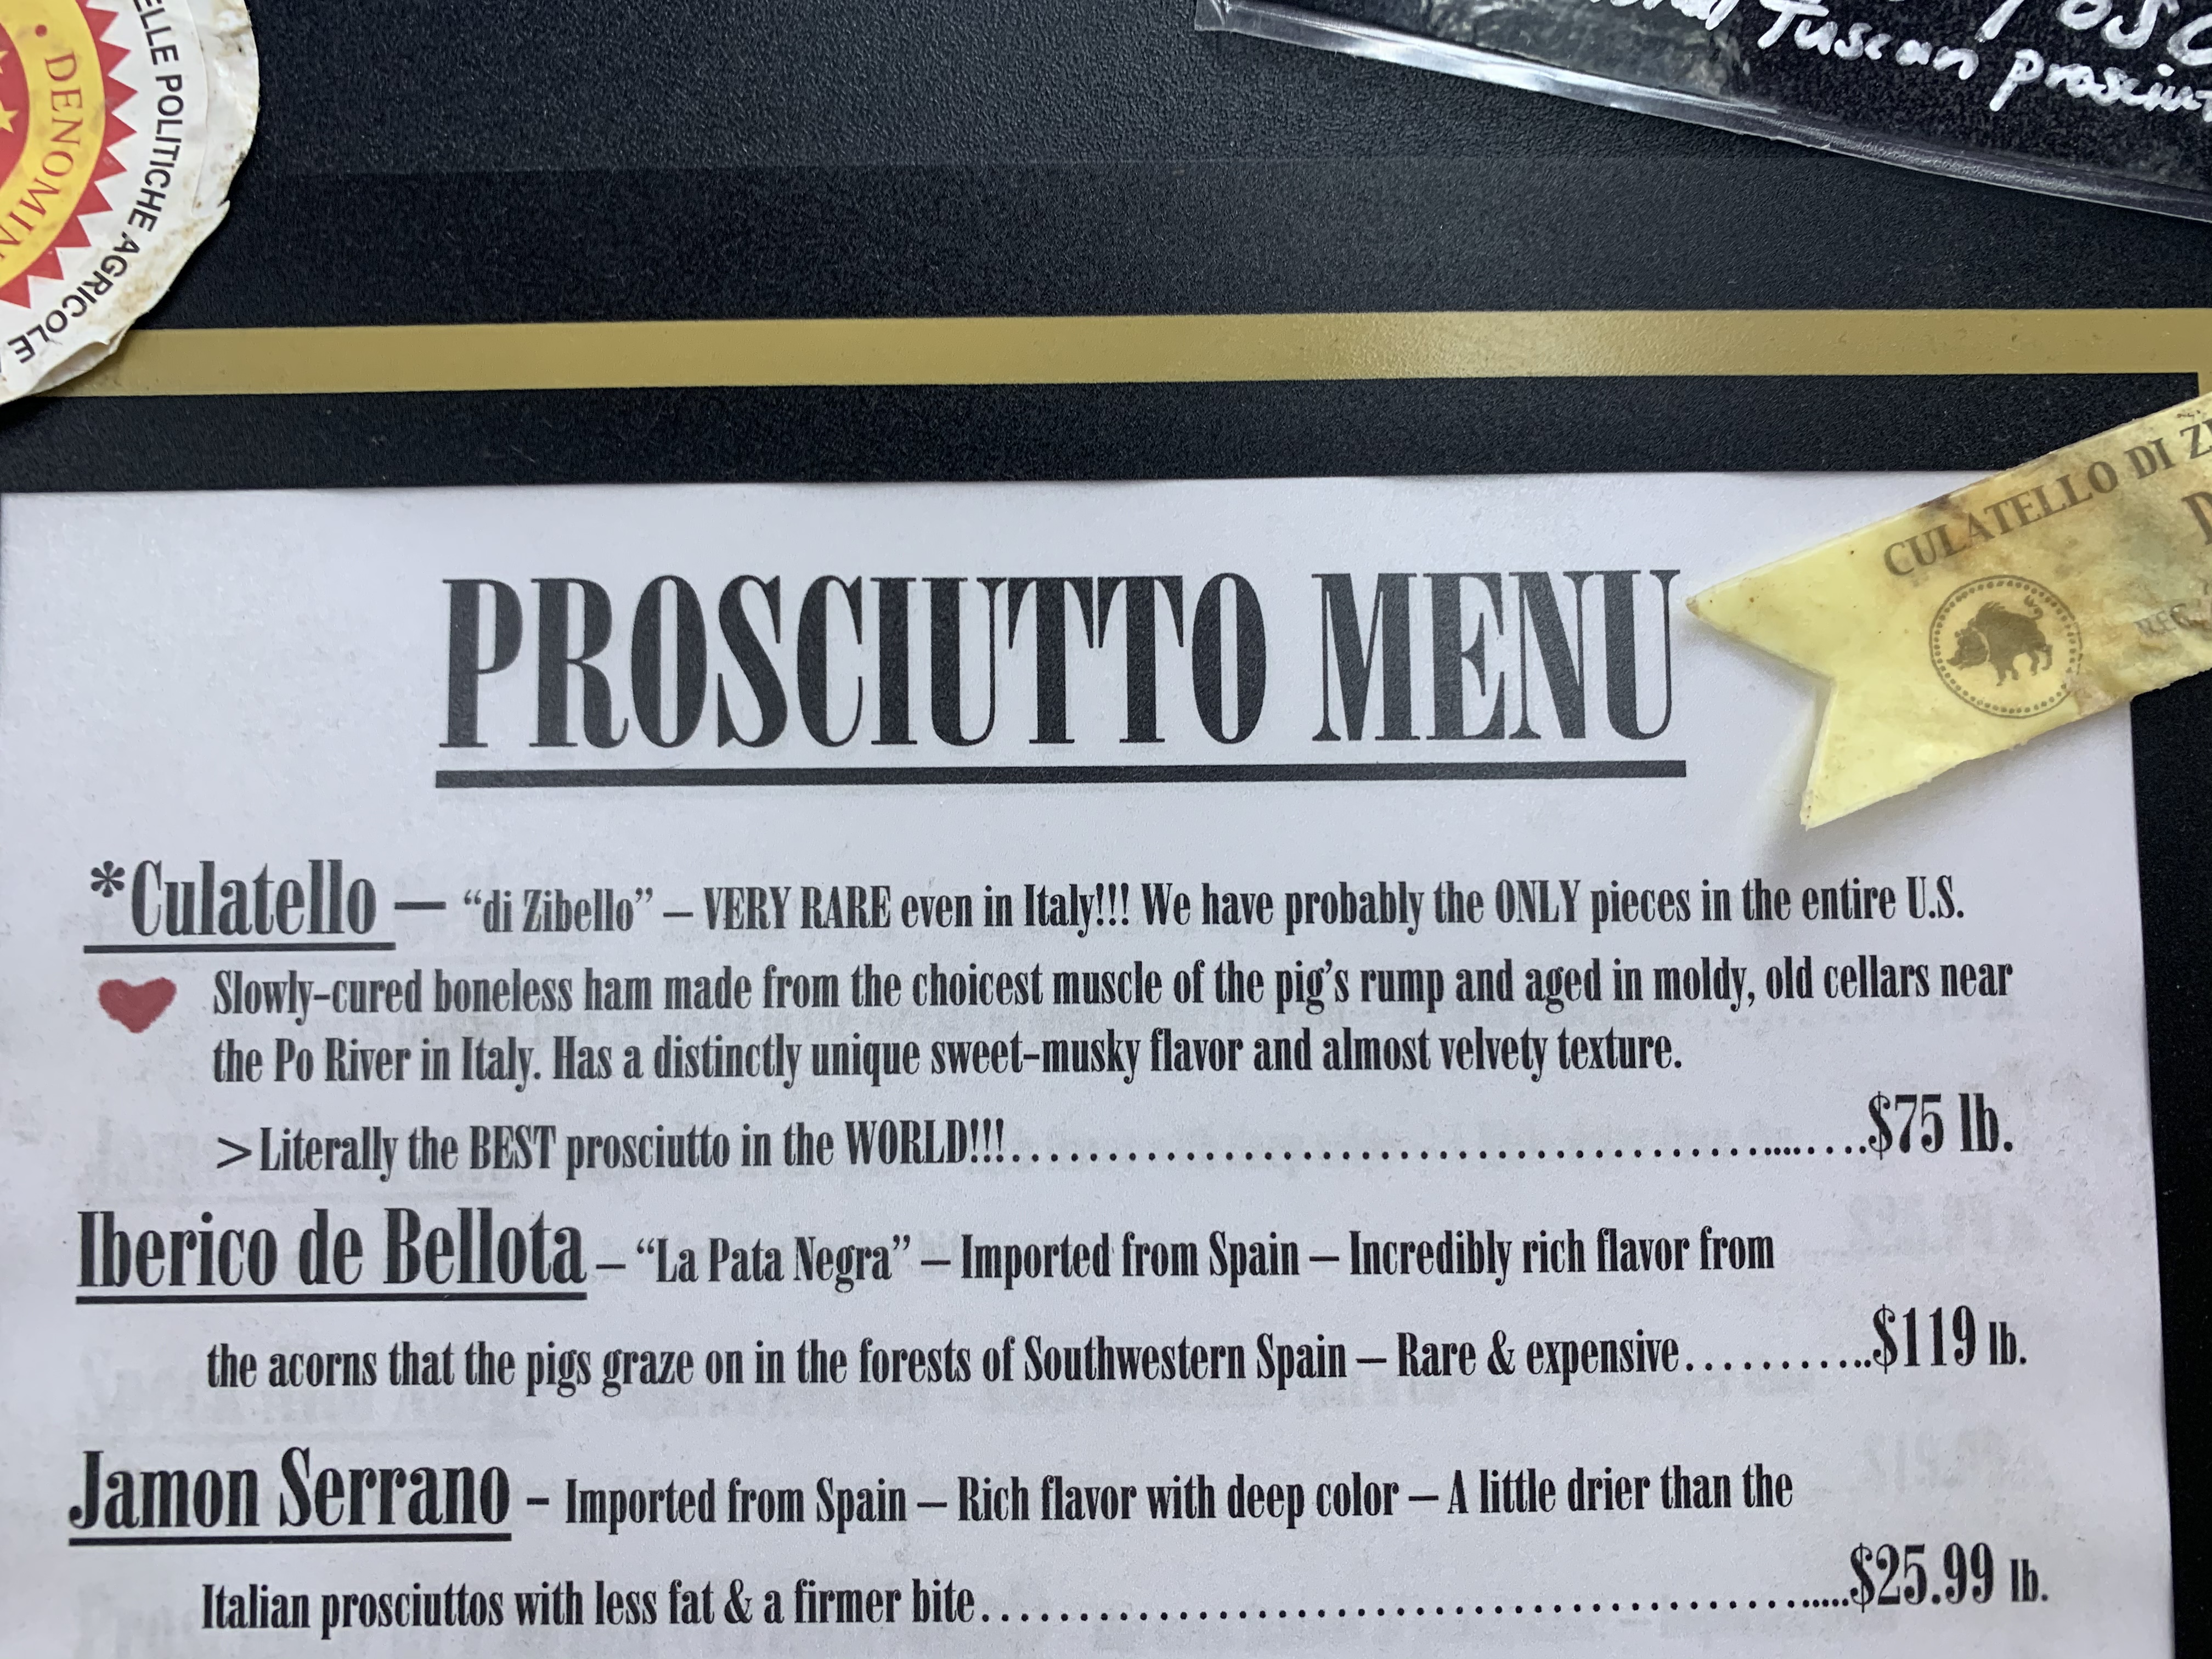 DENOMI
ELLE POLITICHE AGRICOLE
Tuscan
CULATELLO DI
PROSCIUTTO MENU
*Culatello — “di Zibello” – VERY RARE even in Italy!!! We have probably the ONLY pieces in the entire U.S.
Slowly-cured boneless ham made from the choicest muscle of the pig’s rump and aged in moldy, old cellars near
the Po River in Italy. Has a distinctly unique sweet-musky flavor and almost velvety texture.
> Literally the BEST prosciutto in the WORLD!!!..........................................................$75 lb.
Iberico de Bellota – “La Pata Negra” – Imported from Spain – Incredibly rich flavor from
the acorns that the pigs graze on in the forests of Southwestern Spain – Rare & expensive.............$119 lb.
Jamon Serrano - Imported from Spain – Rich flavor with deep color – A little drier than the
Italian prosciuttos with less fat & a firmer bite..................................................$25.99 lb.